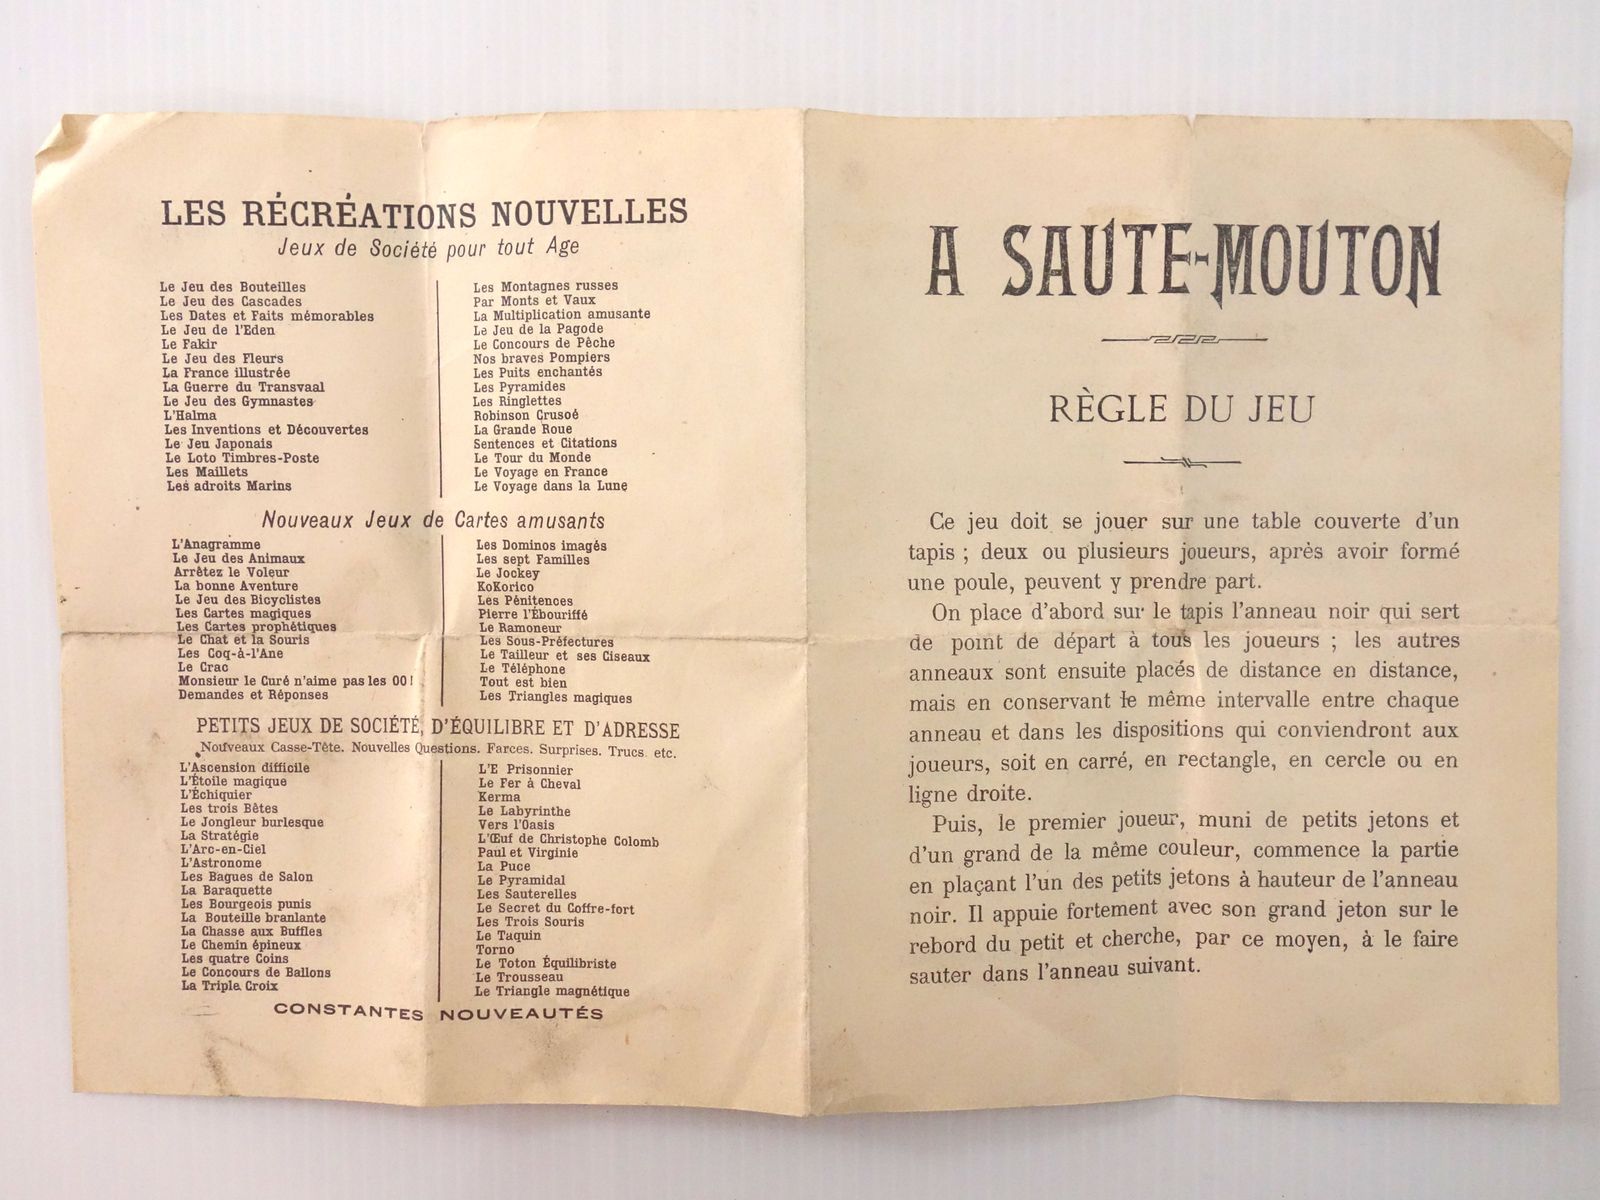 LES RÉCRÉATIONS NOUVELLES
Jeux de Société pour tout Age
Le Jeu des Bouteilles
Le Jeu des Cascades
Les Dates et Faits mémorables
Le Jeu de l'Eden
Le Fakir
Le Jeu des Fleurs
La France illustrée
La Guerre du Transvaal
Le Jeu des Gymnastes
L'Halma
Les Inventions et Découvertes
Le Jeu Japonais
Le Loto Timbres-Poste
Les Maillets
Les adroits Marins
Les Montagnes russes
Par Monts et Vaux
La Multiplication amusante
Le Jeu de la Pagode
Le Concours de Pêche
Nos braves Pompiers
Les Puits enchantés
Les Pyramides
Les Ringlettes
Robinson Crusoé
La Grande Roue
Sentences et Citations
Le Tour du Monde
Le Voyage en France
Le Voyage dans la Lune
Nouveaux Jeux de Cartes amusants
L'Anagramme
Le Jeu des Animaux
Arrêtez le Voleur
La bonne Aventure
Le Jeu des Bicyclistes
Les Cartes magiques
Les Cartes prophétiques
Le Chat et la Souris
Les Coq-à-l'Ane
Le Crac
Monsieur le Curé n'aime pas les OO!
Demandes et Réponses
Les Dominos imagés
Les sept Familles
Le Jockey
KoKorico
Les Pénitences
Pierre l'Ébouriffé
Le Ramoneur
Les Sous-Préfectures
Le Tailleur et ses Ciseaux
Le Téléphone
Tout est bien
Les Triangles magiques
PETITS JEUX DE SOCIÉTÉ, D'ÉQUILIBRE ET D'ADRESSE
Nouveaux Casse-Tête. Nouvelles Questions. Farces. Surprises. Trucs. etc.
L'Ascension difficile
L'Étoile magique
L'Échiquier
Les trois Bêtes
Le Jongleur burlesque
La Stratégie
L'Arc-en-Ciel
L'Astronome
Les Bagues de Salon
La Baraquette
Les Bourgeois punis
La Bouteille branlante
La Chasse aux Buffles
Le Chemin épineux
Les quatre Coins
Le Concours de Ballons
La Triple Croix
L'E Prisonnier
Le Fer à Cheval
Kerma
Le Labyrinthe
Vers l'Oasis
L'Œuf de Christophe Colomb
Paul et Virginie
La Puce
Le Pyramidal
Les Sauterelles
Le Secret du Coffre-fort
Les Trois Souris
Le Taquin
Torno
Le Toton Équilibriste
Le Trousseau
Le Triangle magnétique
CONSTANTES NOUVEAUTÉS
A SAUTE-MOUTON
RÈGLE DU JEU
Ce jeu doit se jouer sur une table couverte d'un
tapis ; deux ou plusieurs joueurs, après avoir formé
une poule, peuvent y prendre part.
On place d'abord sur le tapis l'anneau noir qui sert
de point de départ à tous les joueurs ; les autres
anneaux sont ensuite placés de distance en distance,
mais en conservant le même intervalle entre chaque
anneau et dans les dispositions qui conviendront aux
joueurs, soit en carré, en rectangle, en cercle ou en
ligne droite.
Puis, le premier joueur, muni de petits jetons et
d'un grand de la même couleur, commence la partie
en plaçant l'un des petits jetons à hauteur de l'anneau
noir. Il appuie fortement avec son grand jeton sur le
rebord du petit et cherche, par ce moyen, à le faire
sauter dans l'anneau suivant.